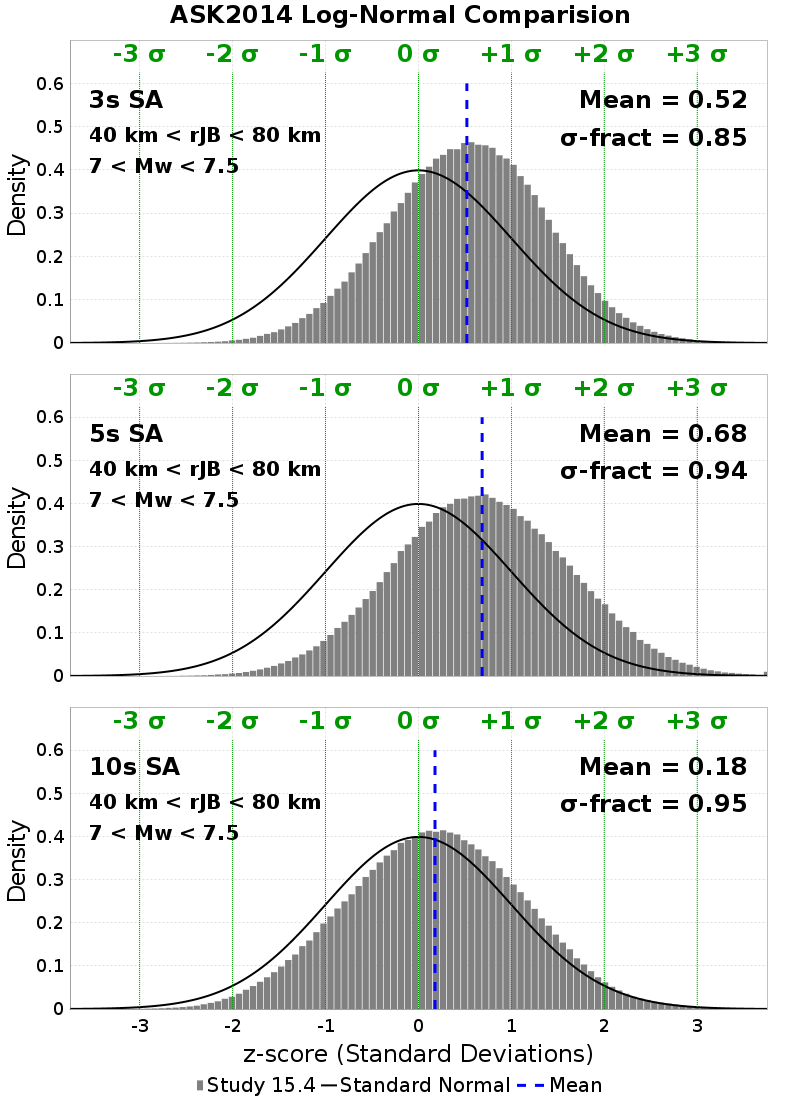 ASK2014 Log-Normal Comparision
-3 σ -2 σ -1 σ 0 σ +1 σ +2 σ +3 σ
3s SA
Mean = 0.52
40 km < rJB < 80 km
σ-fract = 0.85
7 < Mw < 7.5
Density
0.6
0.5
0.4
0.3
0.2
0.1
0
-3 σ -2 σ -1 σ 0 σ +1 σ +2 σ +3 σ
5s SA
Mean = 0.68
40 km < rJB < 80 km
σ-fract = 0.94
7 < Mw < 7.5
Density
0.6
0.5
0.4
0.3
0.2
0.1
0
-3 σ -2 σ -1 σ 0 σ +1 σ +2 σ +3 σ
10s SA
Mean = 0.18
40 km < rJB < 80 km
σ-fract = 0.95
7 < Mw < 7.5
Density
0.6
0.5
0.4
0.3
0.2
0.1
0
-3 -2 -1 0 1 2 3
z-score (Standard Deviations)
Study 15.4 Standard Normal Mean